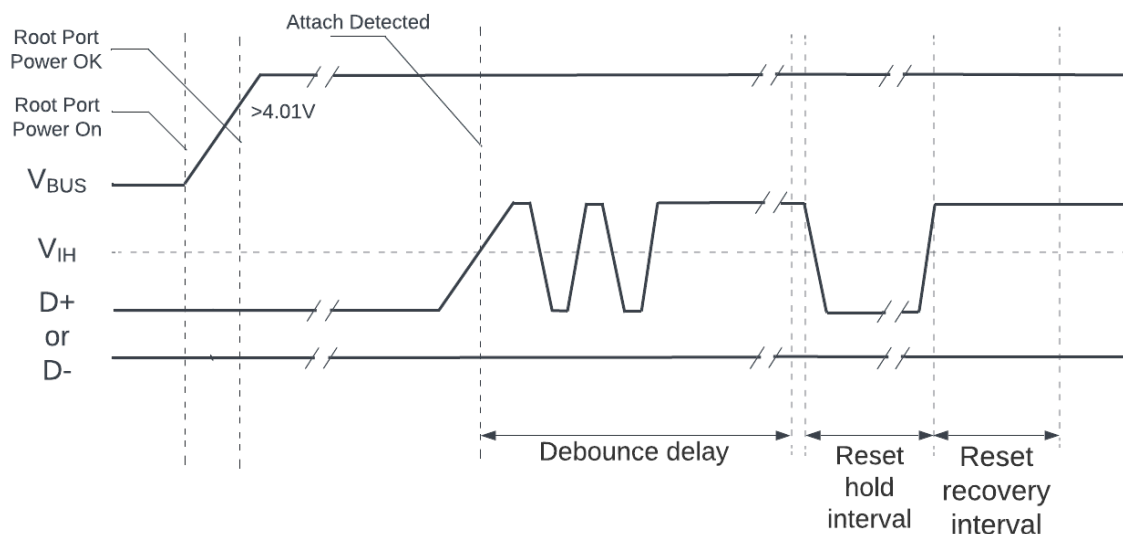 Root Port
Power OK
Attach Detected
Root Port
Power On
>4.01V
VBUS
VIH
D+
or
D-
Debounce delay
Reset
hold
interval
Reset
recovery
interval